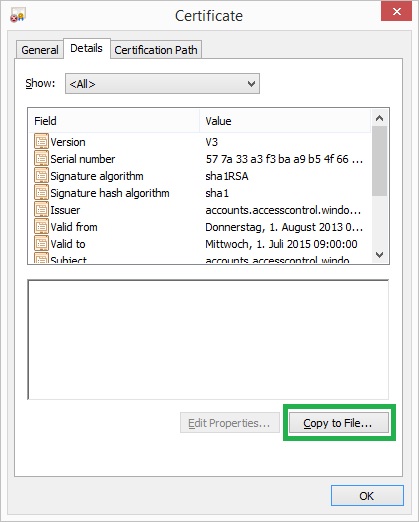 Certificate
General Details Certification Path
Show: <All>
Field Value
Version V3
Serial number 57 7a 33 a3 f3 ba a9 b5 4f 66 ...
Signature algorithm sha1RSA
Signature hash algorithm sha1
Issuer accounts.accesscontrol.windo...
Valid from Donnerstag, 1. August 2013 0...
Valid to Mittwoch, 1. Juli 2015 09:00:00
Subject accounts.accesscontrol.windo...
Edit Properties...
Copy to File...
OK